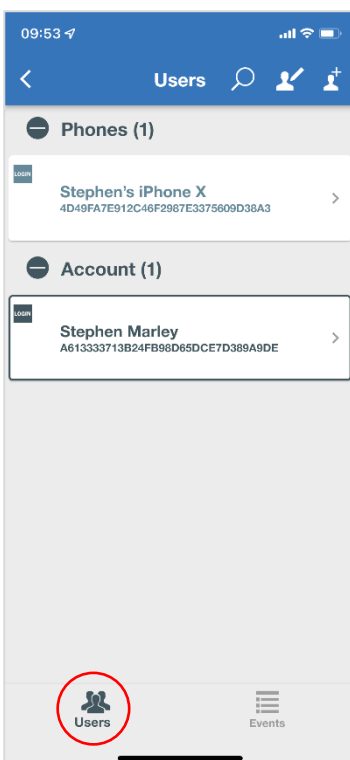 09:53
Users
Phones (1)
LOGIN
Stephen's iPhone X
4D49FA7E912C46F2987E3375609D38A3
Account (1)
LOGIN
Stephen Marley
A613333713B24FB98D65DCE7D389A9DE
Users
Events